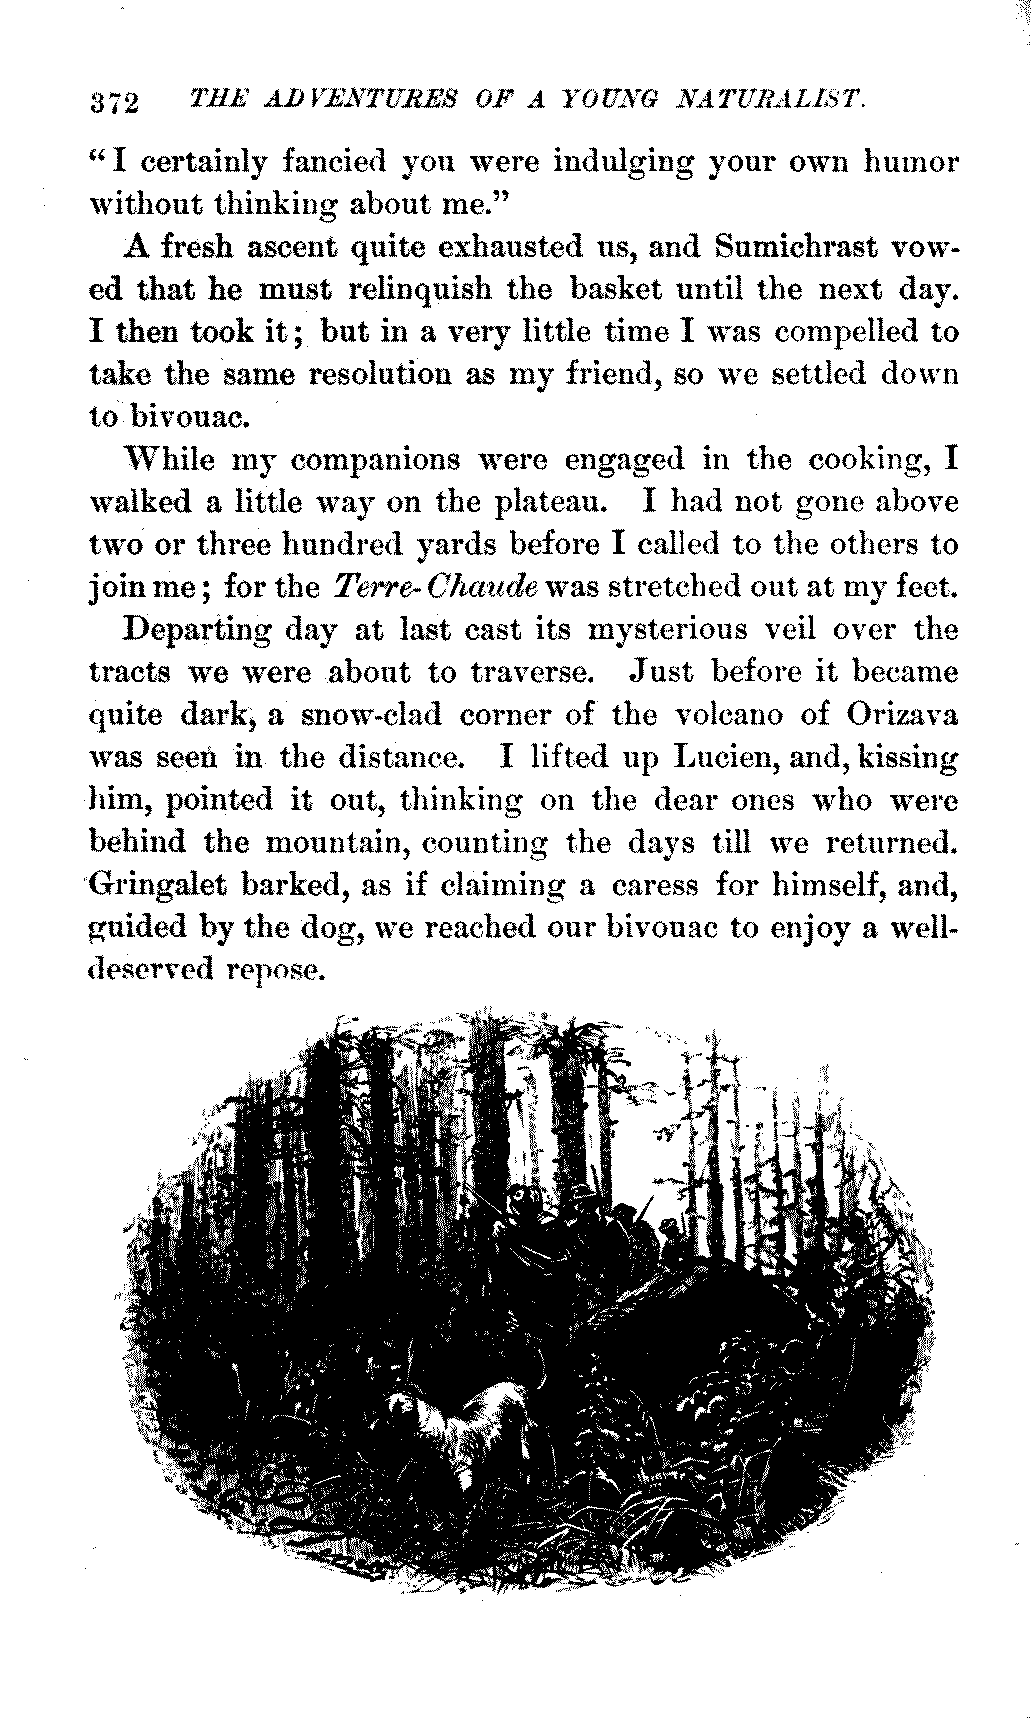 372 THE ADVENTURES OF A YOUNG NATURALIST.
“I certainly fancied you were indulging your own humor
without thinking about me.”
A fresh ascent quite exhausted us, and Sumichrast vow-
ed that he must relinquish the basket until the next day.
I then took it; but in a very little time I was compelled to
take the same resolution as my friend, so we settled down
to bivouac.
While my companions were engaged in the cooking, I
walked a little way on the plateau. I had not gone above
two or three hundred yards before I called to the others to
join me; for the Terre-Chaude was stretched out at my feet.
Departing day at last cast its mysterious veil over the
tracts we were about to traverse. Just before it became
quite dark, a snow-clad corner of the volcano of Orizava
was seen in the distance. I lifted up Lucien, and, kissing
him, pointed it out, thinking on the dear ones who were
behind the mountain, counting the days till we returned.
Gringalet barked, as if claiming a caress for himself, and,
guided by the dog, we reached our bivouac to enjoy a well-
deserved repose.